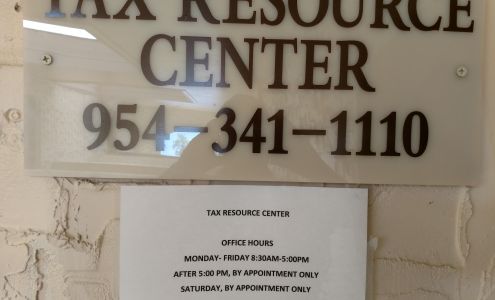 TAX RESOURCE
CENTER
954-341-1110
TAX RESOURCE CENTER
OFFICE HOURS
MONDAY- FRIDAY 8:30AM-5:00PM
AFTER 5:00 PM, BY APPOINTMENT ONLY
SATURDAY, BY APPOINTMENT ONLY